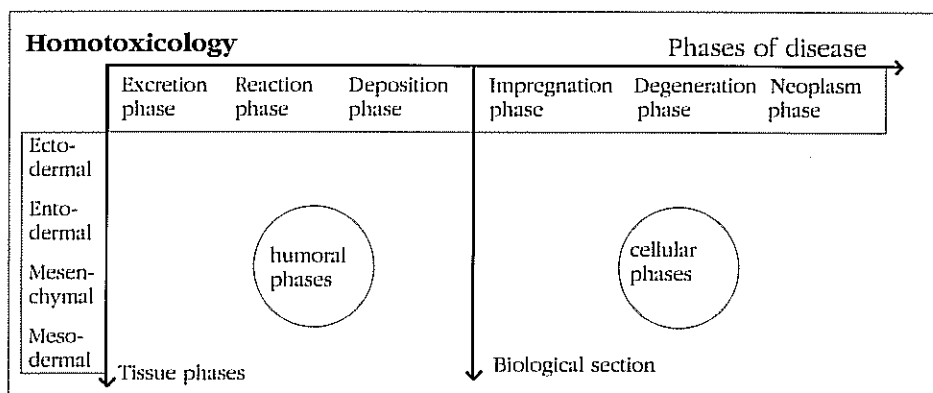 Homotoxicology
Phases of disease
Excretion phase
Reaction phase
Deposition phase
Impregnation phase
Degeneration phase
Neoplasm phase
Ecto-
dermal
Ento-
dermal
Mesen-
chymal
Meso-
dermal
humoral
phases
cellular
phases
Tissue phases
Biological section